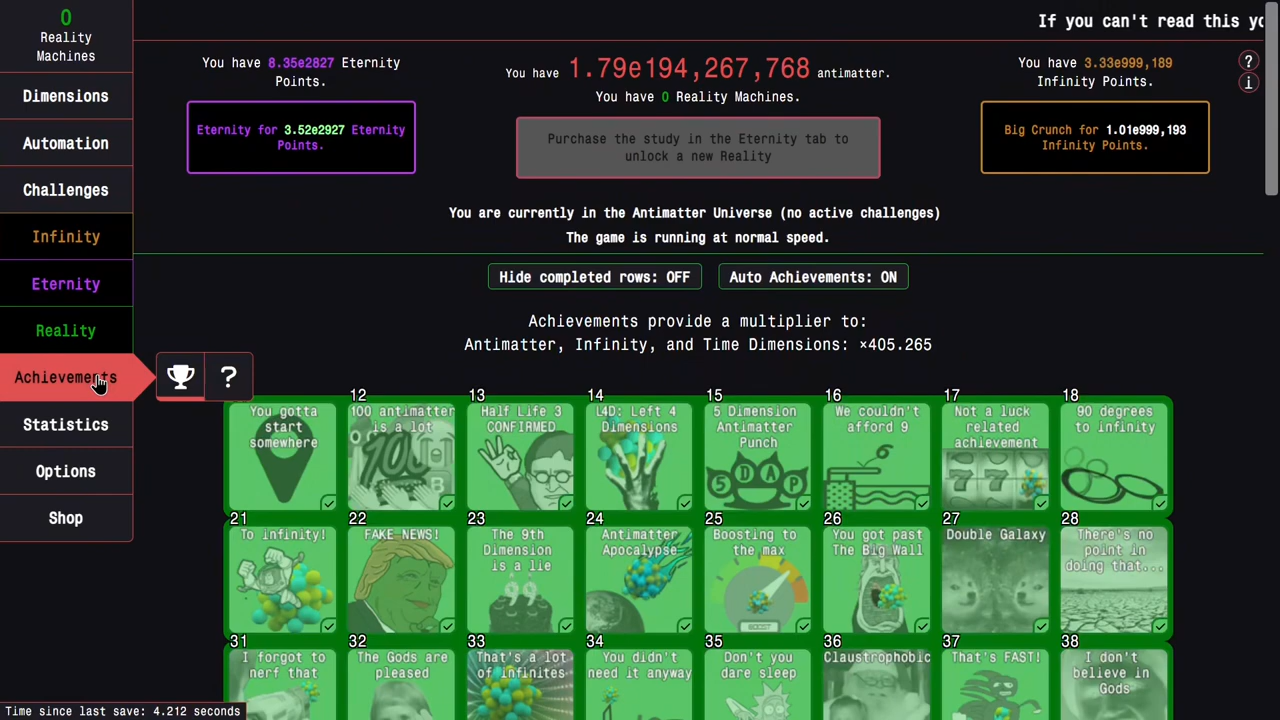 0
Reality
Machines
Dimensions
Automation
Challenges
Infinity
Eternity
Reality
Achievements
Statistics
Options
Shop
If you can't read this yo
You have 8.35e2827 Eternity
Points.
Eternity for 3.52e2927 Eternity
Points.
You have 1.79e194,267,768 antimatter.
You have 0 Reality Machines.
Purchase the study in the Eternity tab to
unlock a new Reality
You have 3.33e999,189
Infinity Points.
Big Crunch for 1.01e999,193
Infinity Points.
?
i
You are currently in the Antimatter Universe (no active challenges)
The game is running at normal speed.
Hide completed rows: OFF
Auto Achievements: ON
Achievements provide a multiplier to:
Antimatter, Infinity, and Time Dimensions: ×405.265
?
You gotta
start
somewhere
12
100 antimatter
is a lot
100
B
13
Half Life 3
CONFIRMED
14
L4D: Left 4
Dimensions
15
5 Dimension
Antimatter
Punch
5 D A P
16
We couldn't
afford 9
17
Not a luck
related
achievement
7 7
18
90 degrees
to infinity
21
To infinity!
22
FAKE NEWS!
23
The 9th
Dimension
is a lie
24
Antimatter
Apocalypse
25
Boosting to
the max
BOOST
26
You got past
The Big Wall
27
Double Galaxy
28
There's no
point in
doing that...
31
I forgot to
nerf that
32
The Gods are
pleased
33
That's a lot
of infinites
34
You didn't
need it anyway
35
Don't you
dare sleep
36
Claustrophobic
37
That's FAST!
38
I don't
believe in
Gods
Time since last save: 4.212 seconds